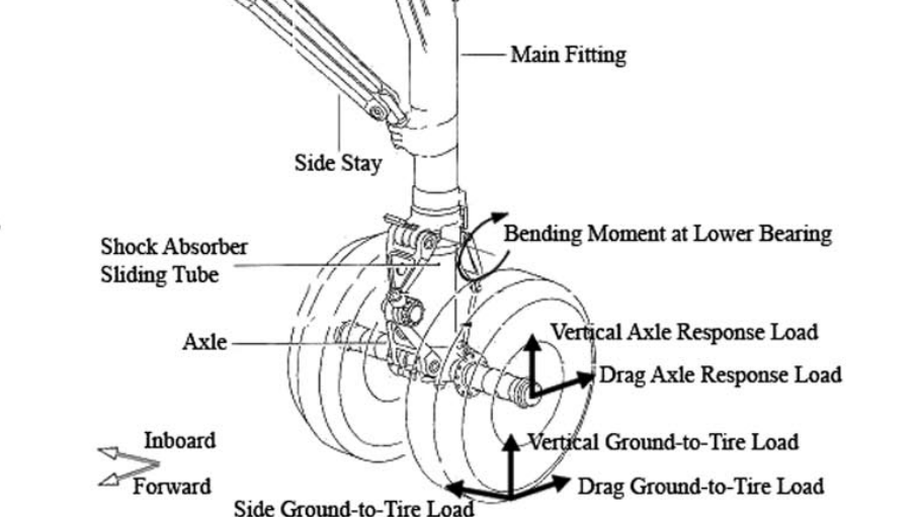 Main Fitting
Side Stay
Bending Moment at Lower Bearing
Shock Absorber
Sliding Tube
Vertical Axle Response Load
Axle
Drag Axle Response Load
Inboard
Vertical Ground-to-Tire Load
Forward
Drag Ground-to-Tire Load
Side Ground-to-Tire Load